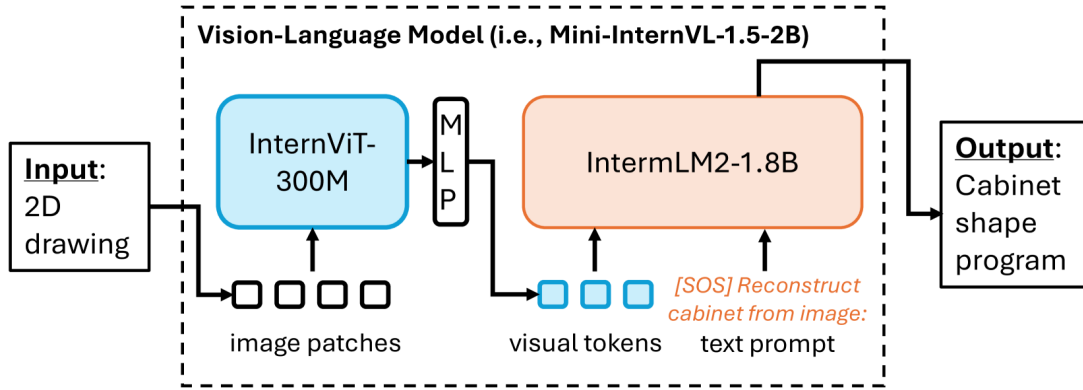 Vision-Language Model (i.e., Mini-InternVL-1.5-2B)
Input:
2D
drawing
InternViT-
300M
M
L
P
IntermLM2-1.8B
Output:
Cabinet
shape
program
image patches
visual tokens
[SOS] Reconstruct
cabinet from image:
text prompt